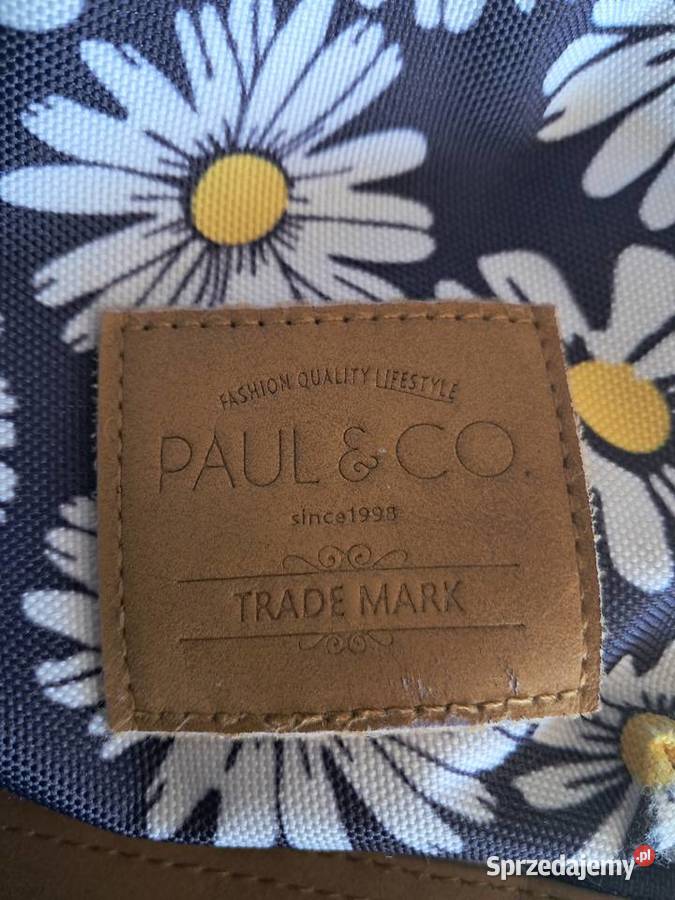 FASHION QUALITY LIFESTYLE
PAUL & CO
since1998
TRADE MARK
Sprzedajemy.pl